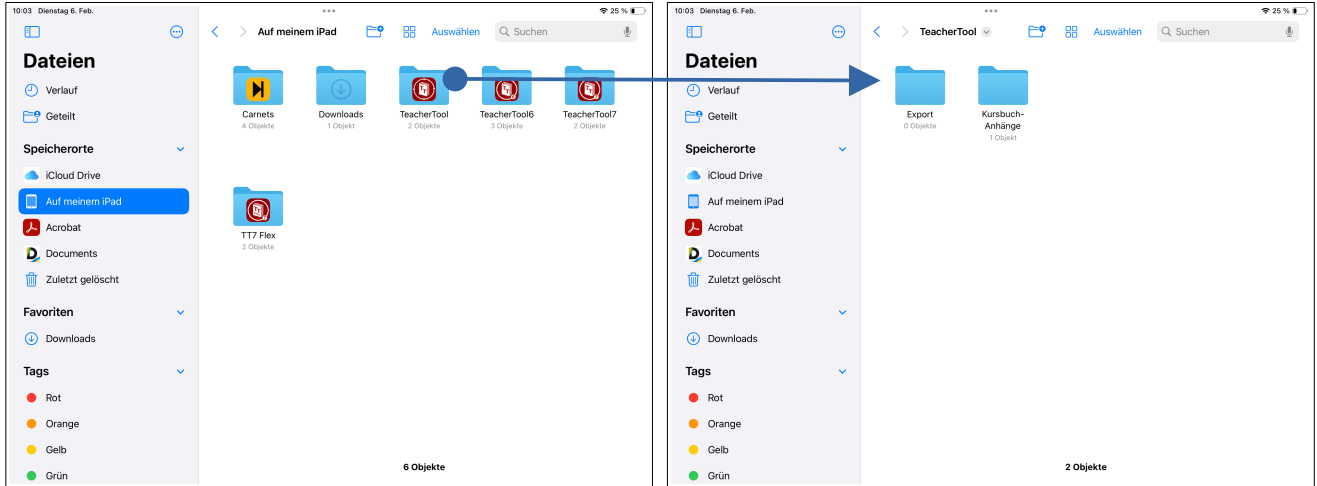 10:03 Dienstag 6. Feb.
25 %
Auf meinem iPad
Auswählen
Suchen
Dateien
Verlauf
Geteilt
Speicherorte
iCloud Drive
Auf meinem iPad
Acrobat
Documents
Zuletzt gelöscht
Favoriten
Downloads
Tags
Rot
Orange
Gelb
Grün
Carnets
4 Objekte
Downloads
1 Objekt
TeacherTool
2 Objekte
TeacherTool6
3 Objekte
TeacherTool7
2 Objekte
TT7 Flex
2 Objekte
6 Objekte
10:03 Dienstag 6. Feb.
25 %
TeacherTool
Auswählen
Suchen
Dateien
Verlauf
Geteilt
Speicherorte
iCloud Drive
Auf meinem iPad
Acrobat
Documents
Zuletzt gelöscht
Favoriten
Downloads
Tags
Rot
Orange
Gelb
Grün
Export
0 Objekte
Kursbuch-
Anhänge
1 Objekt
2 Objekte